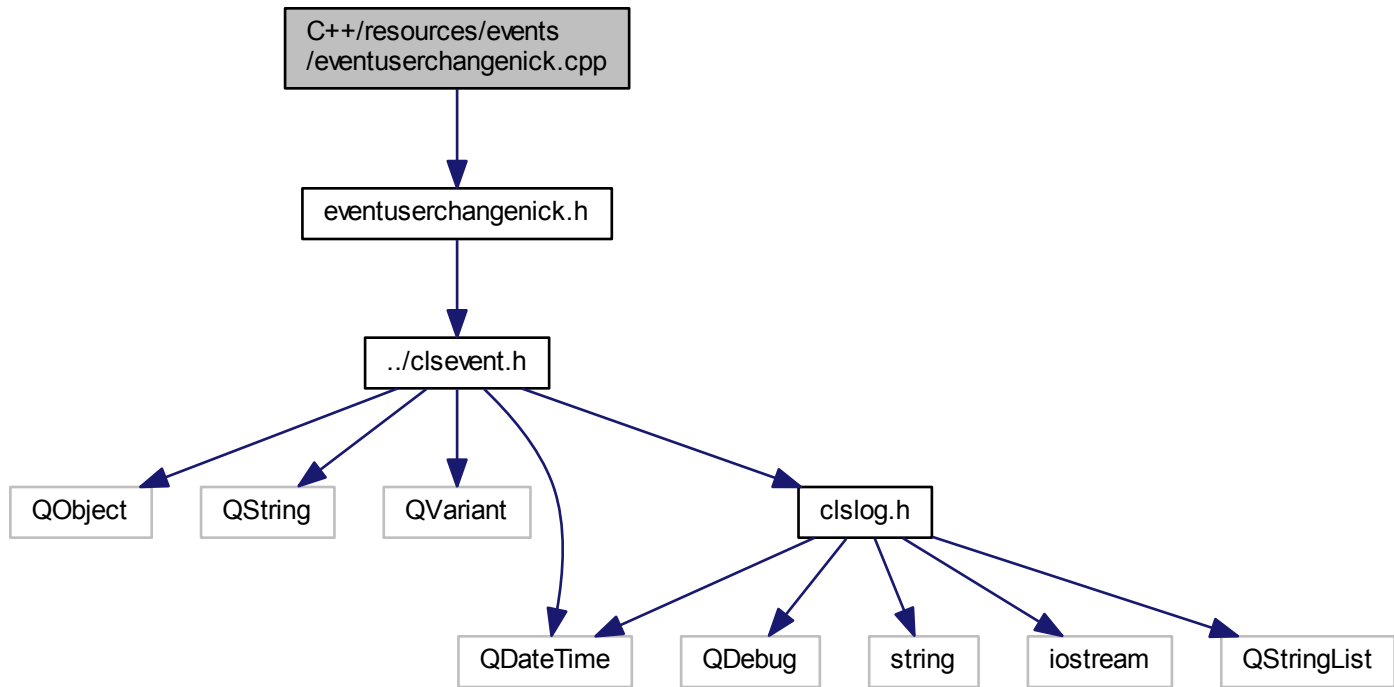 C++/resources/events
/eventuserchangenick.cpp
eventuserchangenick.h
../clsevent.h
QObject
QString
QVariant
clslog.h
QDateTime
QDebug
string
iostream
QStringList